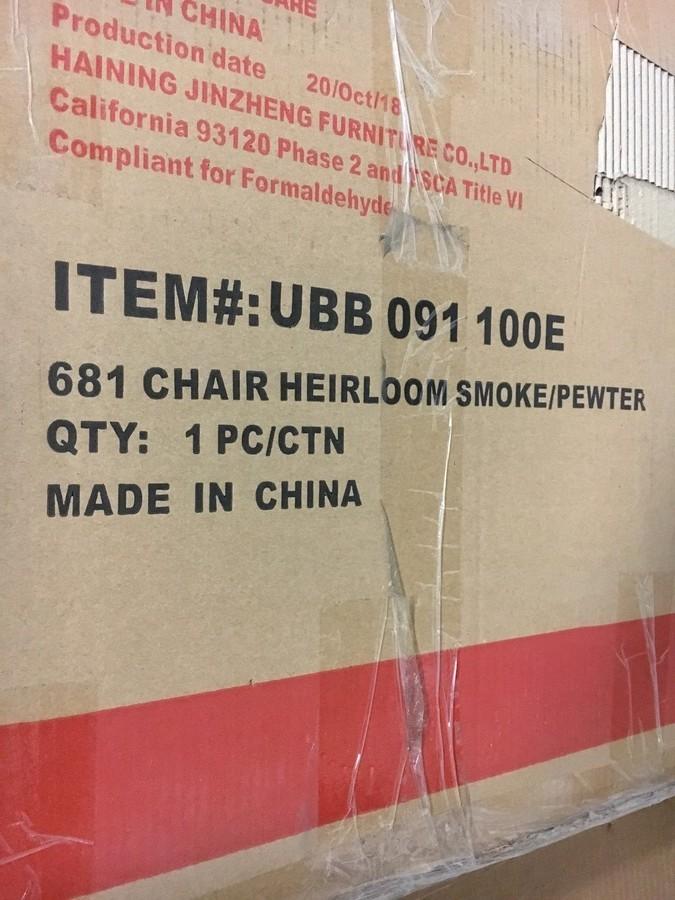 IN CHINA
Production date 20/Oct/18
HAINING JINZHENG FURNITURE CO.,LTD
California 93120 Phase 2 and TSCA Title VI
Compliant for Formaldehyde
ITEM#: UBB 091 100E
681 CHAIR HEIRLOOM SMOKE/PEWTER
QTY: 1 PC/CTN
MADE IN CHINA